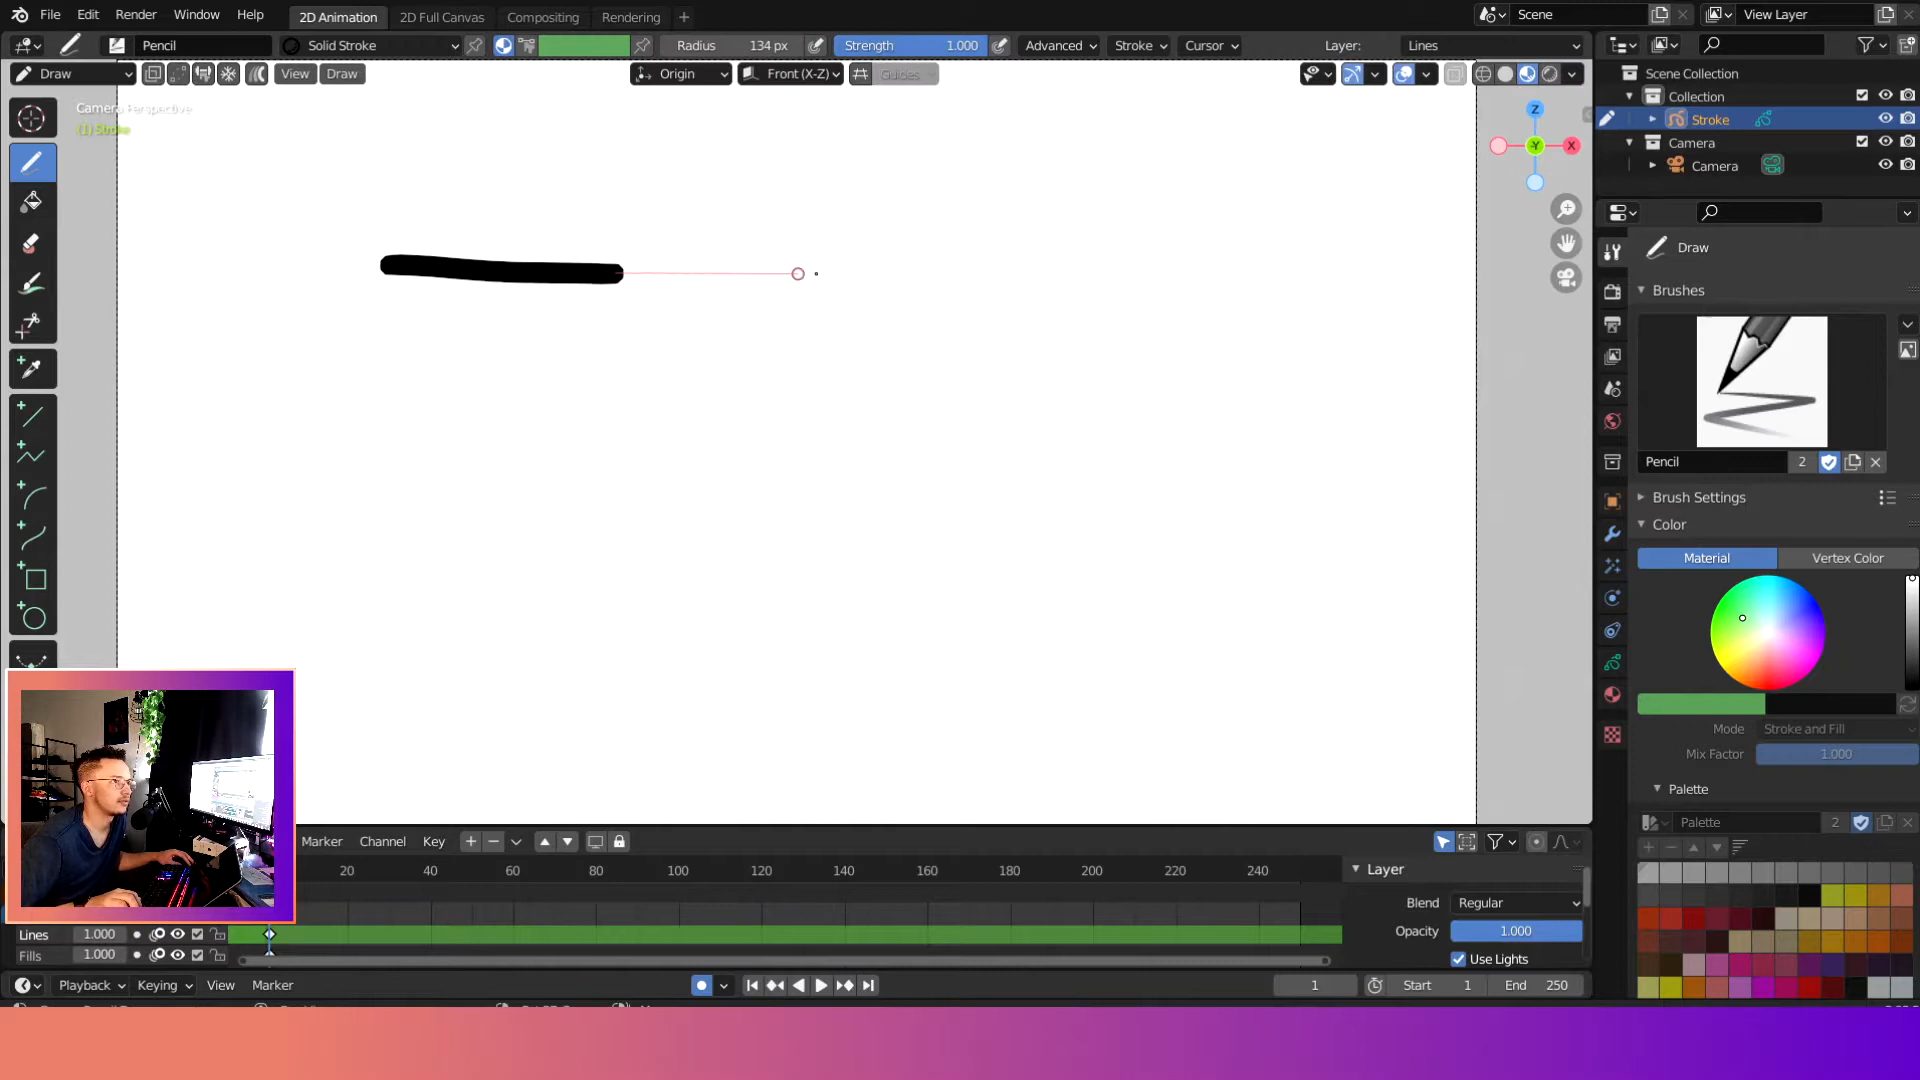 File Edit Render Window Help 2D Animation 2D Full Canvas Compositing Rendering Scene View Layer
Pencil Solid Stroke Radius 134 px Strength 1.000 Advanced Stroke Cursor Layer: Lines
Draw View Draw Origin Front (X-Z) Guides
Scene Collection
Collection
Stroke
Camera
Camera
Camera Perspective
(1) Stroke
Z
-Y
X
Draw
Brushes
Pencil 2
Brush Settings
Color
Material Vertex Color
Mode Stroke and Fill
Mix Factor 1.000
Palette
Palette 2
Marker Channel Key
20 40 60 80 100 120 140 160 180 200 220 240
Layer
Blend Regular
Opacity 1.000
Use Lights
Lines 1.000
Fills 1.000
Playback Keying View Marker 1 Start 1 End 250